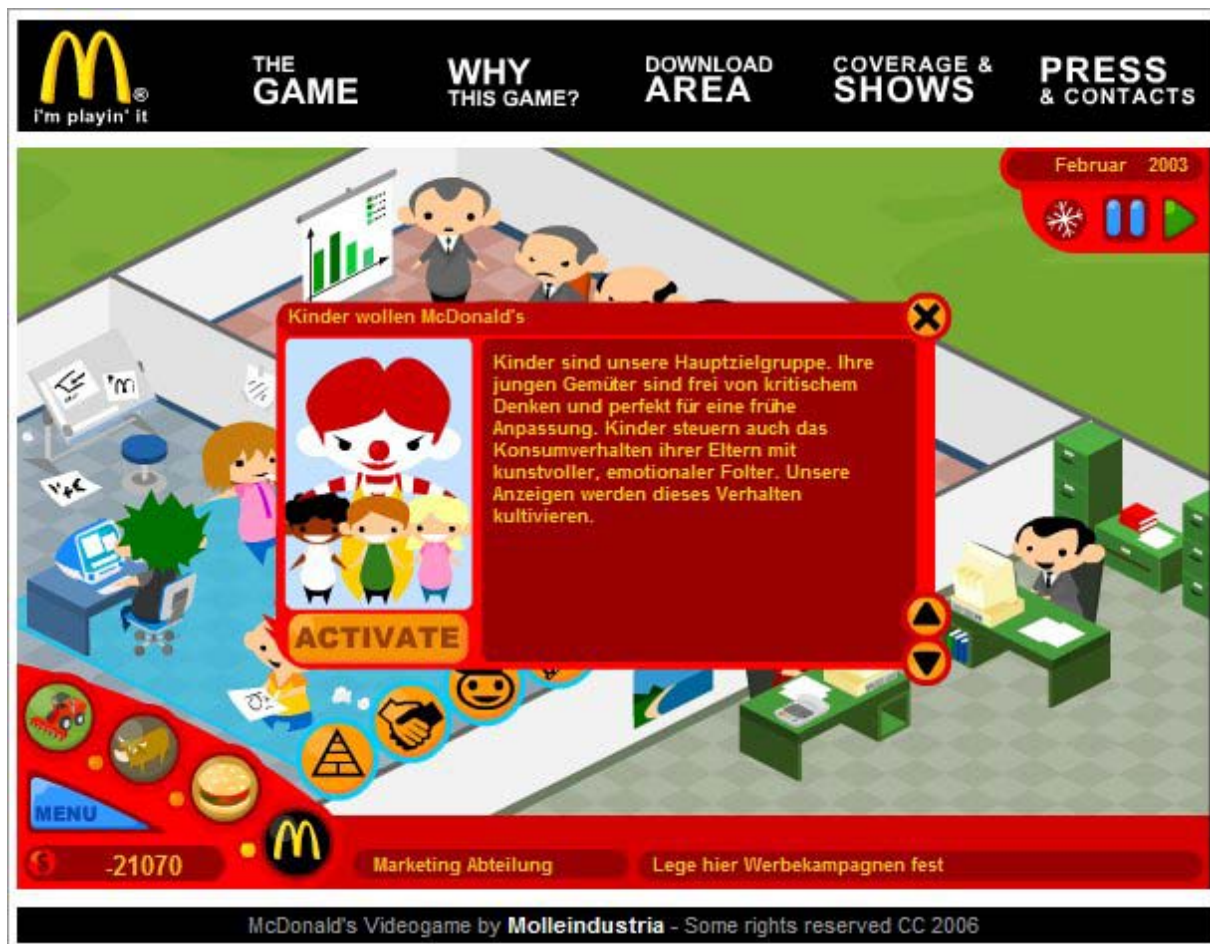 i'm playin' it
THE
GAME
WHY
THIS GAME?
DOWNLOAD
AREA
COVERAGE &
SHOWS
PRESS
& CONTACTS
Februar 2003
Kinder wollen McDonald's
Kinder sind unsere Hauptzielgruppe. Ihre
jungen Gemüter sind frei von kritischem
Denken und perfekt für eine frühe
Anpassung. Kinder steuern auch das
Konsumverhalten ihrer Eltern mit
kunstvoller, emotionaler Folter. Unsere
Anzeigen werden dieses Verhalten
kultivieren.
ACTIVATE
MENU
-21070
Marketing Abteilung
Lege hier Werbekampagnen fest
McDonald's Videogame by Molleindustria - Some rights reserved CC 2006